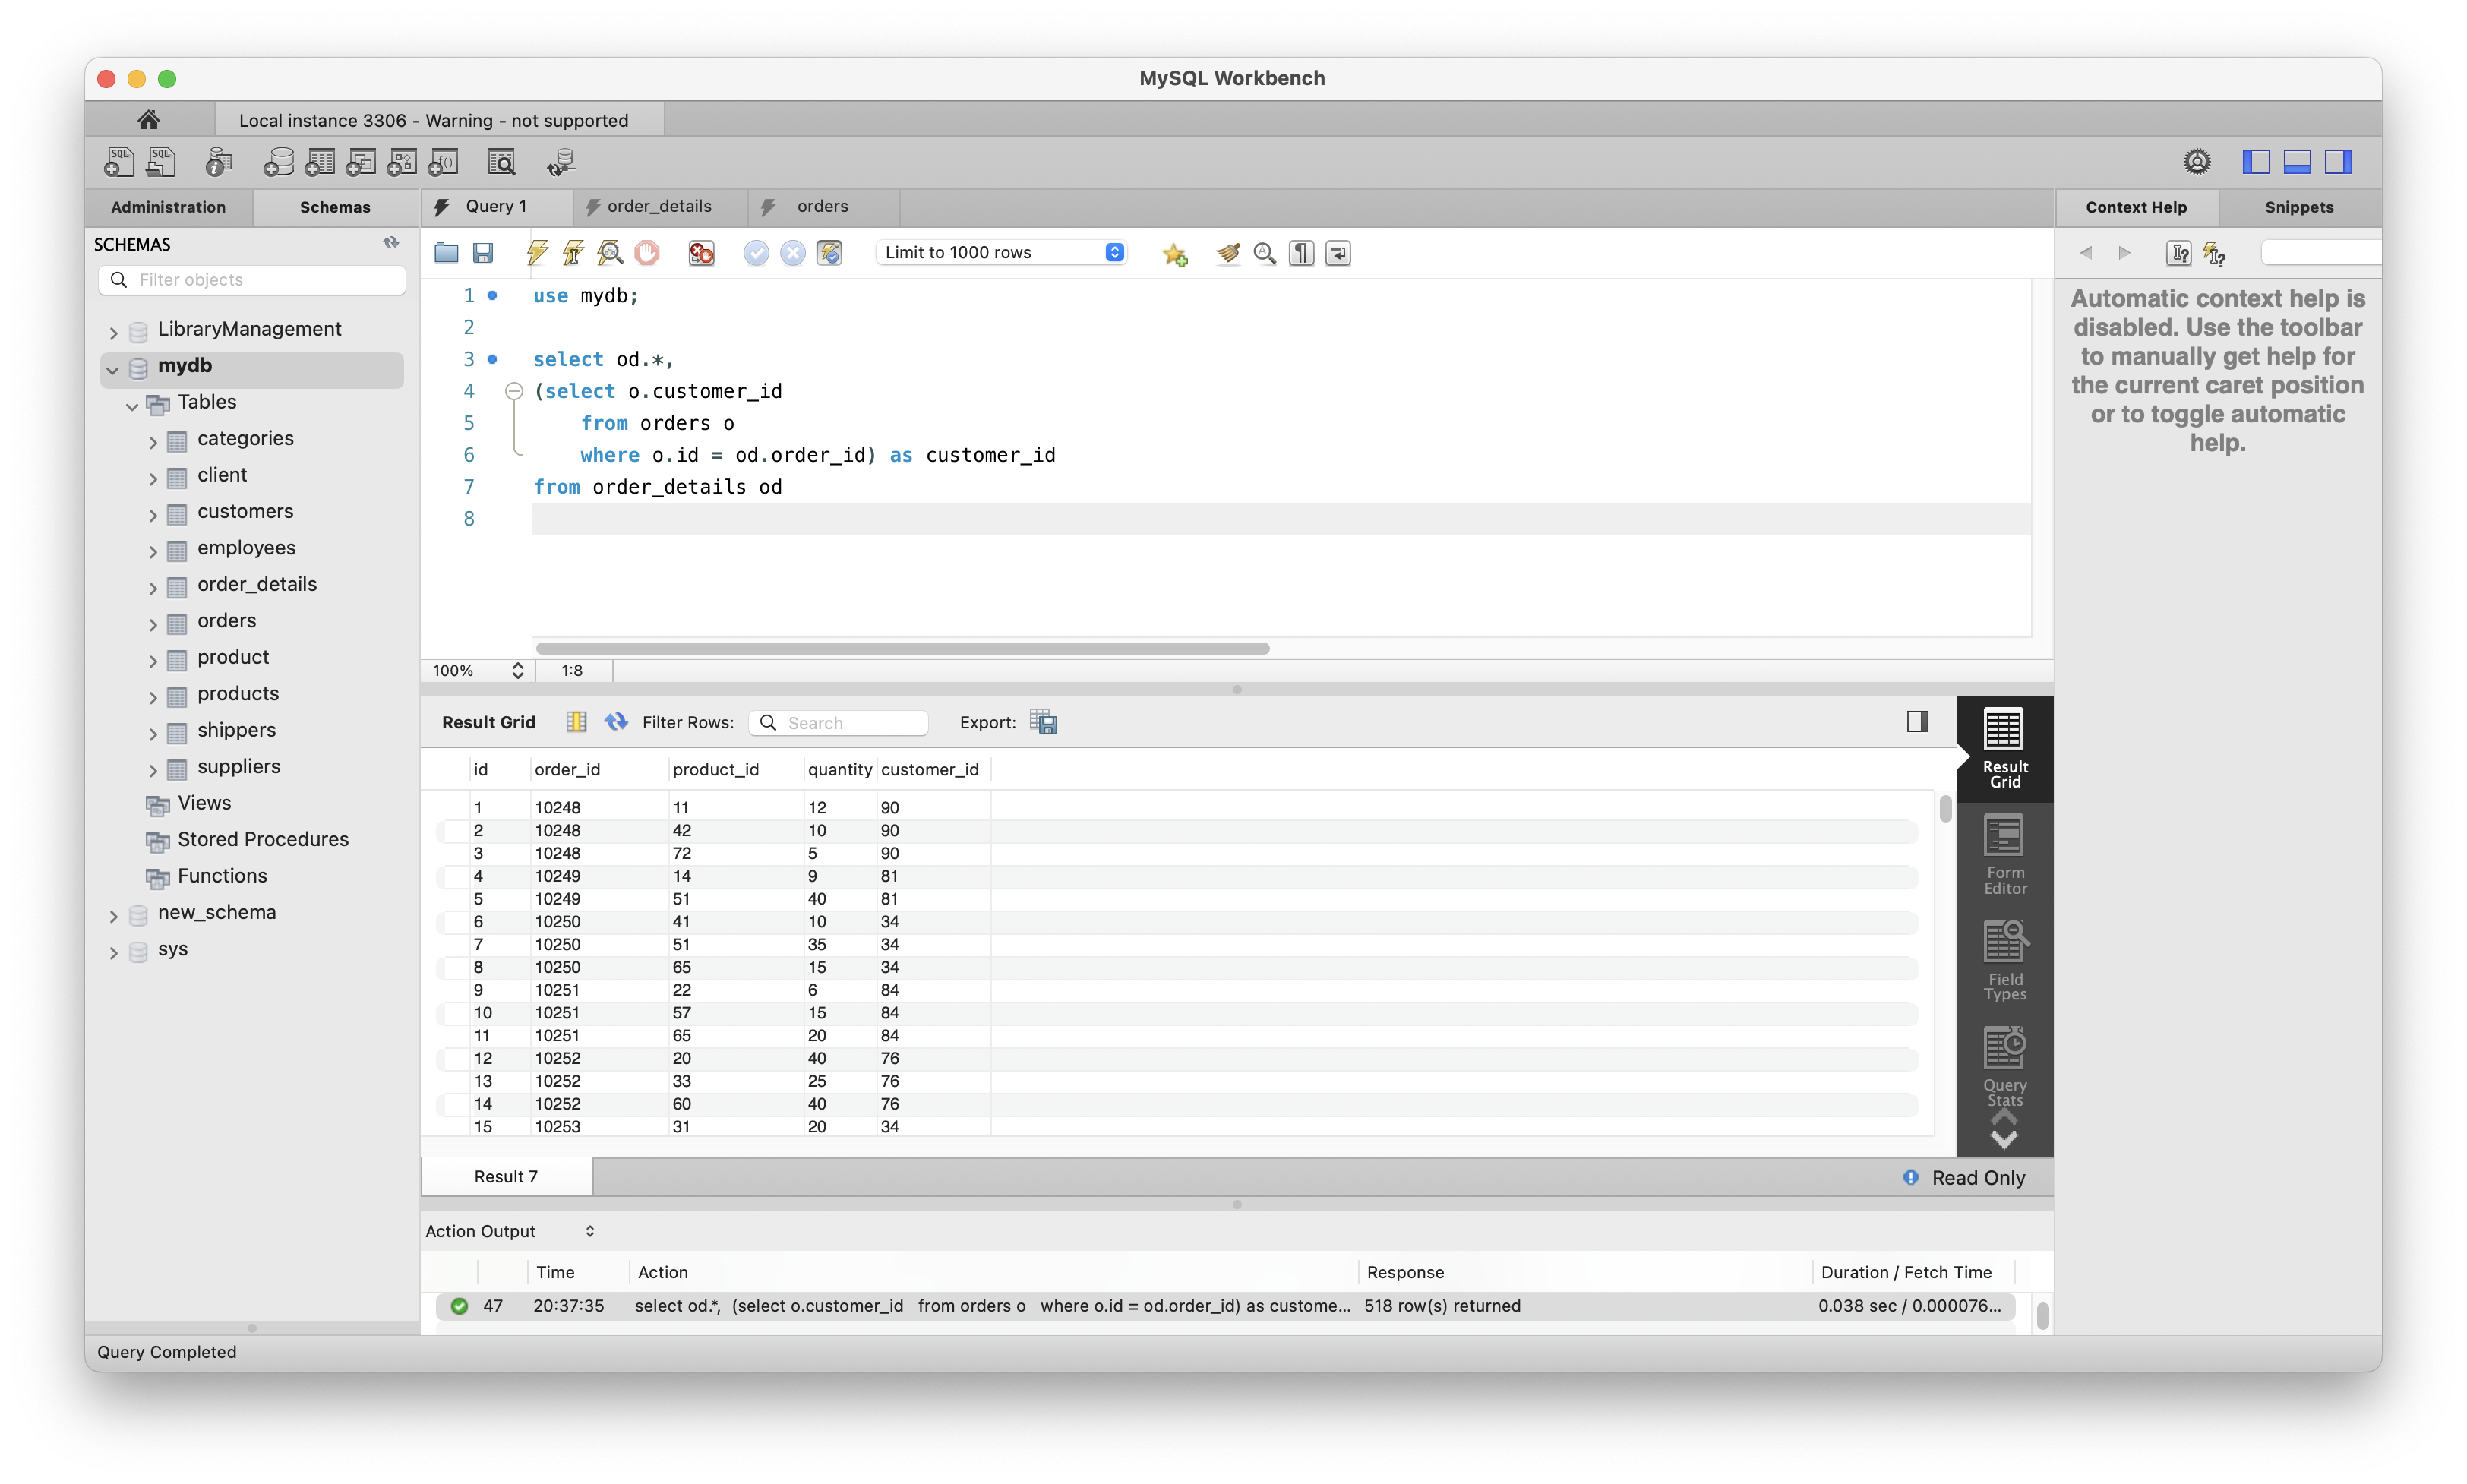 MySQL Workbench
Local instance 3306 - Warning - not supported
SQL SQL
Administration Schemas
Query 1 order_details orders
Context Help Snippets
SCHEMAS
Filter objects
LibraryManagement
mydb
Tables
categories
client
customers
employees
order_details
orders
product
products
shippers
suppliers
Views
Stored Procedures
Functions
new_schema
sys
Limit to 1000 rows
1 use mydb;
2
3 select od.*,
4 (select o.customer_id
5 from orders o
6 where o.id = od.order_id) as customer_id
7 from order_details od
8
100% 1:8
Automatic context help is
disabled. Use the toolbar
to manually get help for
the current caret position
or to toggle automatic
help.
Result Grid Filter Rows: Search Export:
id order_id product_id quantity customer_id
1 10248 11 12 90
2 10248 42 10 90
3 10248 72 5 90
4 10249 14 9 81
5 10249 51 40 81
6 10250 41 10 34
7 10250 51 35 34
8 10250 65 15 34
9 10251 22 6 84
10 10251 57 15 84
11 10251 65 20 84
12 10252 20 40 76
13 10252 33 25 76
14 10252 60 40 76
15 10253 31 20 34
Result
Grid
Form
Editor
Field
Types
Query
Stats
Result 7 Read Only
Action Output
Time Action Response Duration / Fetch Time
47 20:37:35 select od.*, (select o.customer_id from orders o where o.id = od.order_id) as custome... 518 row(s) returned 0.038 sec / 0.000076...
Query Completed